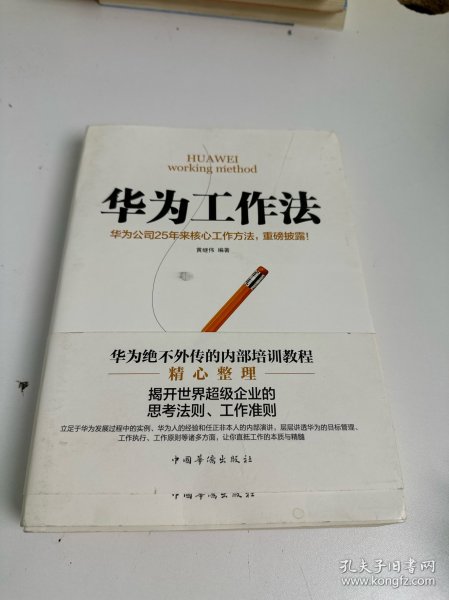 HUAWEI
working method
华为工作法
华为公司25年来核心工作方法，重磅披露！
黄继伟 编著
华为绝不外传的内部培训教程
精心整理
揭开世界超级企业的
思考法则、工作准则
立足于华为发展过程中的实例、华为人的经验和任正非本人的内部演讲，层层讲透华为的目标管理、
工作执行、工作原则等诸多方面，让你直抵工作的本质与精髓
中国华侨出版社
中国华侨出版社
孔夫子旧书网
www.kongfz.com